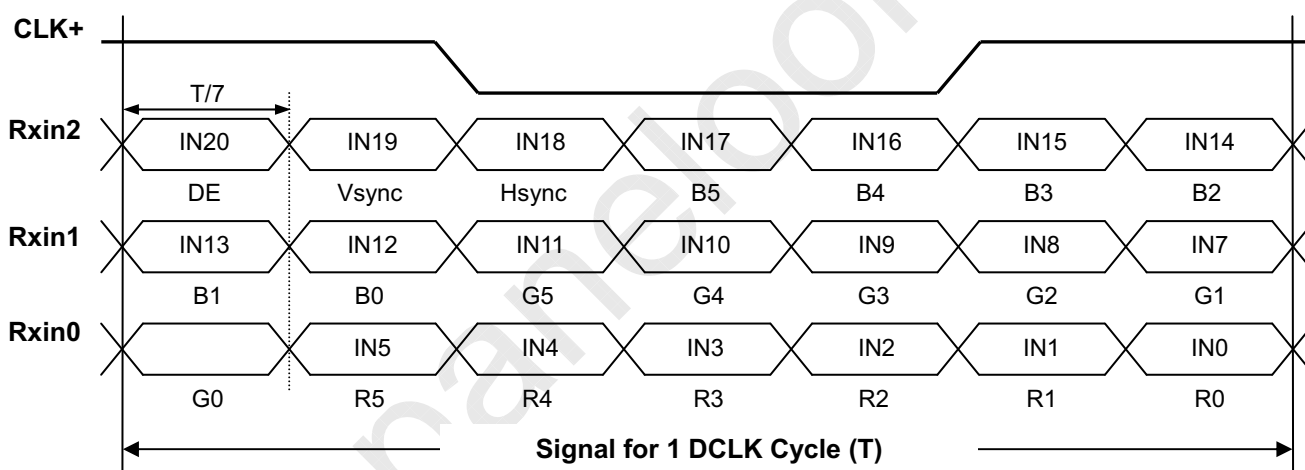 CLK+
T/7
Rxin2 IN20 IN19 IN18 IN17 IN16 IN15 IN14
DE Vsync Hsync B5 B4 B3 B2
Rxin1 IN13 IN12 IN11 IN10 IN9 IN8 IN7
B1 B0 G5 G4 G3 G2 G1
Rxin0 IN5 IN4 IN3 IN2 IN1 IN0
G0 R5 R4 R3 R2 R1 R0
Signal for 1 DCLK Cycle (T)
paneloo